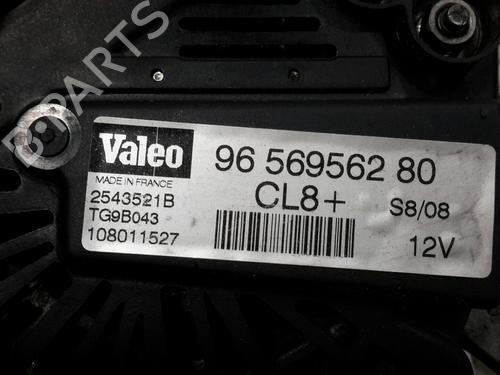 Valeo
96 569562 80
MADE IN FRANCE
CL8+
S8/08
2543521B
TG9B043
108011527
12V
B-PARTS